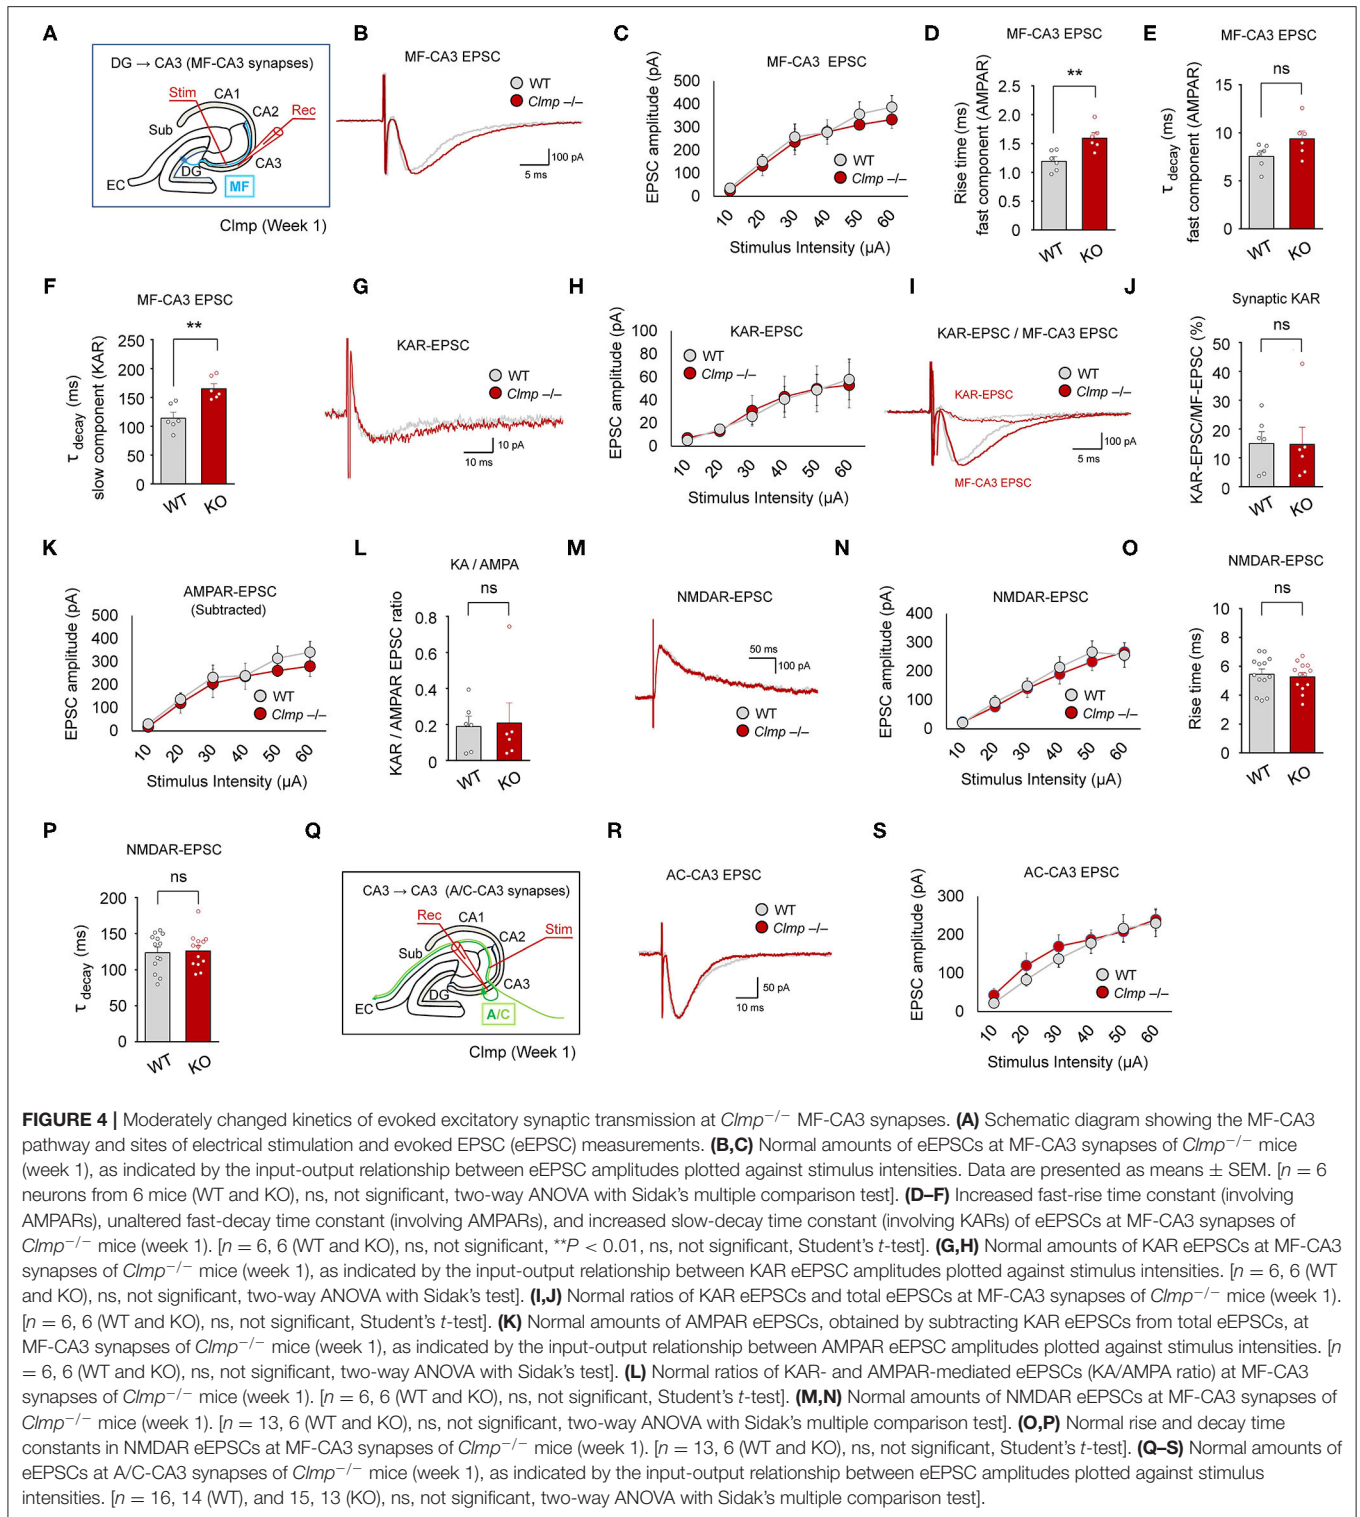 A
DG → CA3 (MF-CA3 synapses)
Stim
CA1
CA2
Rec
Sub
CA3
DG
EC
MF
Clmp (Week 1)
B
MF-CA3 EPSC
WT
Clmp –/–
100 pA
5 ms
C
MF-CA3 EPSC
EPSC amplitude (pA)
500
400
300
200
100
0
WT
Clmp –/–
10 20 30 40 50 60
Stimulus Intensity (µA)
D
MF-CA3 EPSC
**
Rise time (ms)
fast component (AMPAR)
2.5
2.0
1.5
1.0
0.5
0
WT KO
E
MF-CA3 EPSC
ns
τ decay (ms)
fast component (AMPAR)
15
10
5
0
WT KO
F
MF-CA3 EPSC
**
τ decay (ms)
slow component (KAR)
250
200
150
100
50
0
WT KO
G
KAR-EPSC
WT
Clmp –/–
10 pA
10 ms
H
KAR-EPSC
EPSC amplitude (pA)
100
80
60
40
20
0
WT
Clmp –/–
10 20 30 40 50 60
Stimulus Intensity (µA)
I
KAR-EPSC / MF-CA3 EPSC
WT
Clmp –/–
KAR-EPSC
MF-CA3 EPSC
100 pA
5 ms
J
Synaptic KAR
ns
KAR-EPSC/MF-EPSC (%)
50
40
30
20
10
0
WT KO
K
AMPAR-EPSC
(Subtracted)
EPSC amplitude (pA)
500
400
300
200
100
0
WT
Clmp –/–
10 20 30 40 50 60
Stimulus Intensity (µA)
L
KA / AMPA
ns
KAR / AMPAR EPSC ratio
0.8
0.6
0.4
0.2
0
WT KO
M
NMDAR-EPSC
50 ms
100 pA
WT
Clmp –/–
N
NMDAR-EPSC
EPSC amplitude (pA)
400
300
200
100
0
WT
Clmp –/–
10 20 30 40 50 60
Stimulus Intensity (µA)
O
NMDAR-EPSC
ns
Rise time (ms)
10
8
6
4
2
0
WT KO
P
NMDAR-EPSC
ns
τ decay (ms)
200
150
100
50
0
WT KO
Q
CA3 → CA3 (A/C-CA3 synapses)
Rec
CA1
Stim
Sub
CA2
CA3
DG
EC
A/C
Clmp (Week 1)
R
AC-CA3 EPSC
WT
Clmp –/–
50 pA
10 ms
S
AC-CA3 EPSC
EPSC amplitude (pA)
300
200
100
0
WT
Clmp –/–
10 20 30 40 50 60
Stimulus Intensity (µA)
FIGURE 4 | Moderately changed kinetics of evoked excitatory synaptic transmission at Clmp−/− MF-CA3 synapses. (A) Schematic diagram showing the MF-CA3
pathway and sites of electrical stimulation and evoked EPSC (eEPSC) measurements. (B,C) Normal amounts of eEPSCs at MF-CA3 synapses of Clmp−/− mice
(week 1), as indicated by the input-output relationship between eEPSC amplitudes plotted against stimulus intensities. Data are presented as means ± SEM. [n = 6
neurons from 6 mice (WT and KO), ns, not significant, two-way ANOVA with Sidak's multiple comparison test]. (D–F) Increased fast-rise time constant (involving
AMPARs), unaltered fast-decay time constant (involving AMPARs), and increased slow-decay time constant (involving KARs) of eEPSCs at MF-CA3 synapses of
Clmp−/− mice (week 1). [n = 6, 6 (WT and KO), ns, not significant, **P < 0.01, ns, not significant, Student's t-test]. (G,H) Normal amounts of KAR eEPSCs at MF-CA3
synapses of Clmp−/− mice (week 1), as indicated by the input-output relationship between KAR eEPSC amplitudes plotted against stimulus intensities. [n = 6, 6 (WT
and KO), ns, not significant, two-way ANOVA with Sidak's test]. (I,J) Normal ratios of KAR eEPSCs and total eEPSCs at MF-CA3 synapses of Clmp−/− mice (week 1).
[n = 6, 6 (WT and KO), ns, not significant, Student's t-test]. (K) Normal amounts of AMPAR eEPSCs, obtained by subtracting KAR eEPSCs from total eEPSCs, at
MF-CA3 synapses of Clmp−/− mice (week 1), as indicated by the input-output relationship between AMPAR eEPSC amplitudes plotted against stimulus intensities. [n
= 6, 6 (WT and KO), ns, not significant, two-way ANOVA with Sidak's test]. (L) Normal ratios of KAR- and AMPAR-mediated eEPSCs (KA/AMPA ratio) at MF-CA3
synapses of Clmp−/− mice (week 1). [n = 6, 6 (WT and KO), ns, not significant, Student's t-test]. (M,N) Normal amounts of NMDAR eEPSCs at MF-CA3 synapses of
Clmp−/− mice (week 1). [n = 13, 6 (WT and KO), ns, not significant, two-way ANOVA with Sidak's multiple comparison test]. (O,P) Normal rise and decay time
constants in NMDAR eEPSCs at MF-CA3 synapses of Clmp−/− mice (week 1). [n = 13, 6 (WT and KO), ns, not significant, Student's t-test]. (Q–S) Normal amounts of
eEPSCs at A/C-CA3 synapses of Clmp−/− mice (week 1), as indicated by the input-output relationship between eEPSC amplitudes plotted against stimulus
intensities. [n = 16, 14 (WT), and 15, 13 (KO), ns, not significant, two-way ANOVA with Sidak's multiple comparison test].